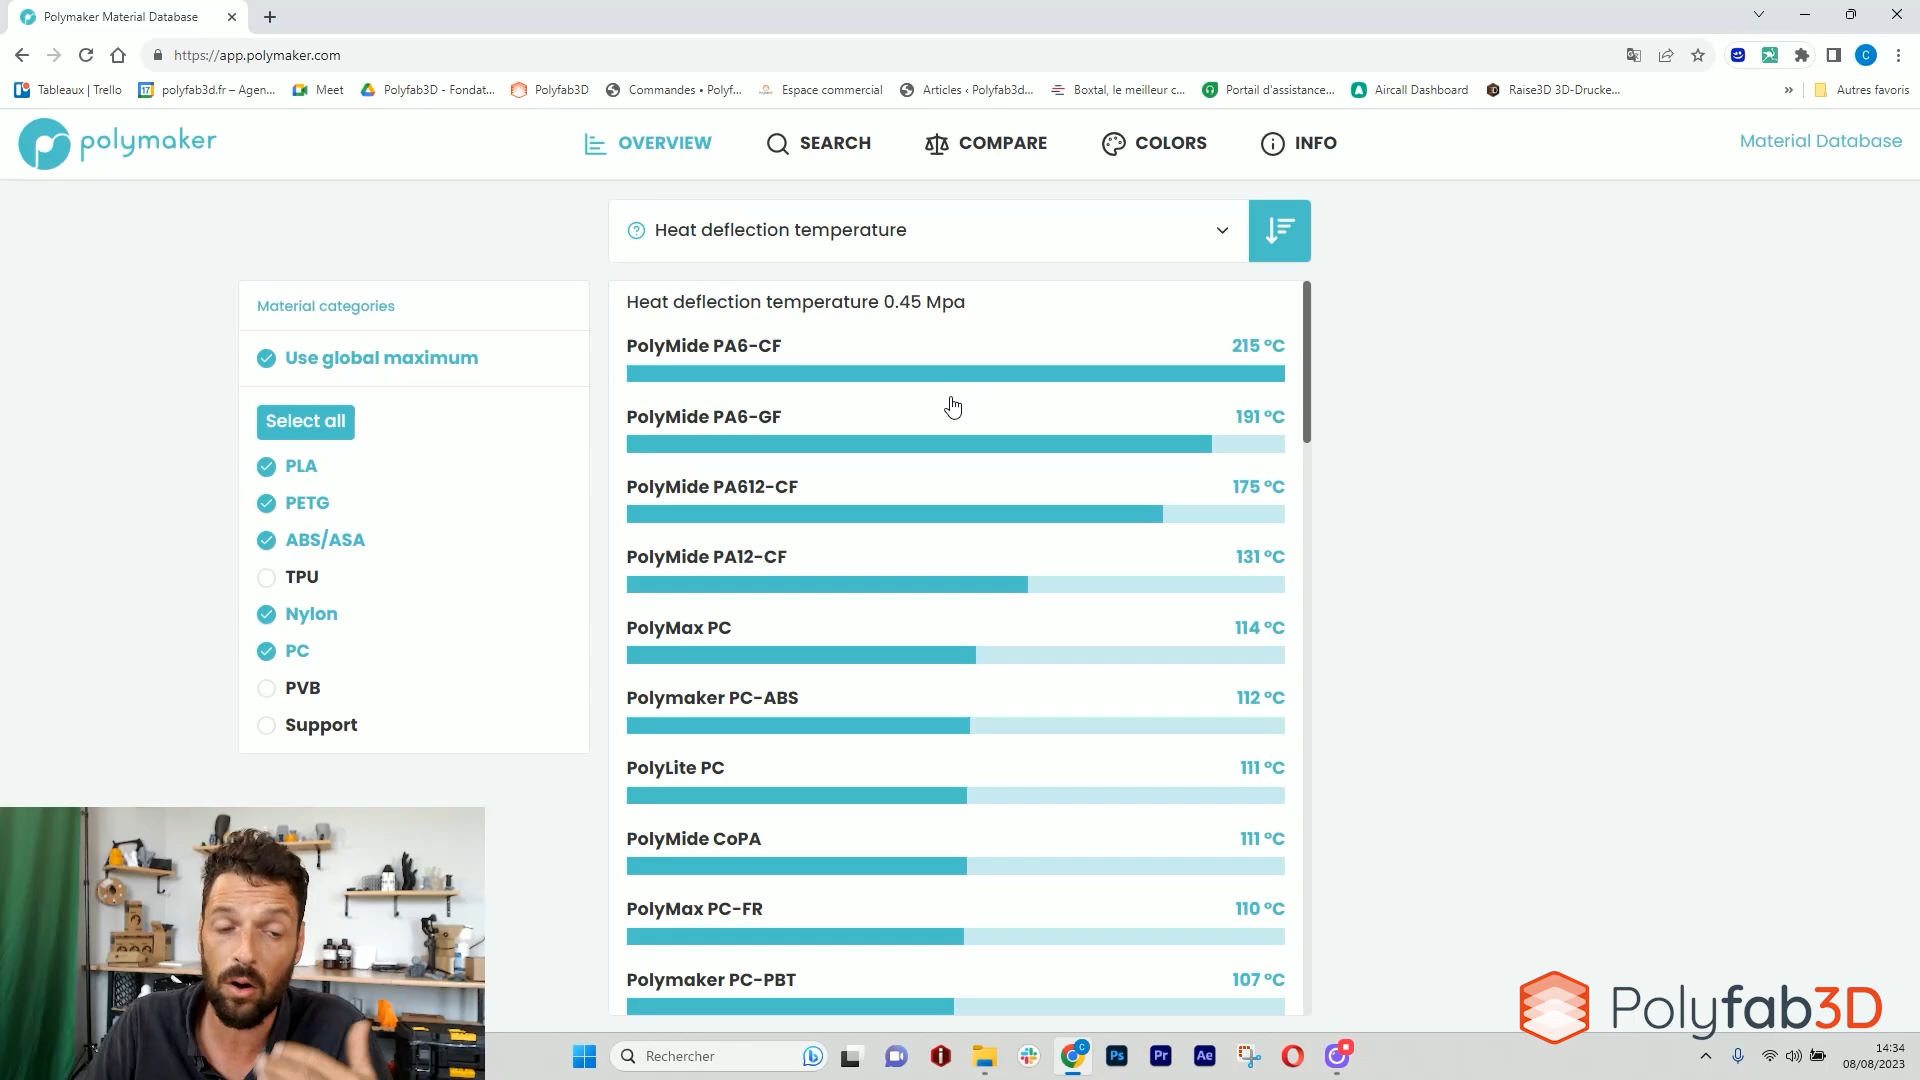 Polymaker Material Database
https://app.polymaker.com
Tableaux | Trello
17
polyfab3d.fr – Agen...
Meet
Polyfab3D - Fondat...
Polyfab3D
Commandes • Polyf...
Espace commercial
Articles ‹ Polyfab3d...
Boxtal, le meilleur c...
Portail d'assistance...
Aircall Dashboard
Raise3D 3D-Drucke...
»
Autres favoris
polymaker
OVERVIEW
SEARCH
COMPARE
COLORS
INFO
Material Database
Heat deflection temperature
Material categories
Use global maximum
Select all
PLA
PETG
ABS/ASA
TPU
Nylon
PC
PVB
Support
Heat deflection temperature 0.45 Mpa
PolyMide PA6-CF 215 °C
PolyMide PA6-GF 191 °C
PolyMide PA612-CF 175 °C
PolyMide PA12-CF 131 °C
PolyMax PC 114 °C
Polymaker PC-ABS 112 °C
PolyLite PC 111 °C
PolyMide CoPA 111 °C
PolyMax PC-FR 110 °C
Polymaker PC-PBT 107 °C
Polyfab3D
Rechercher
C
Ps
Pr
Ae
14:34
08/08/2023